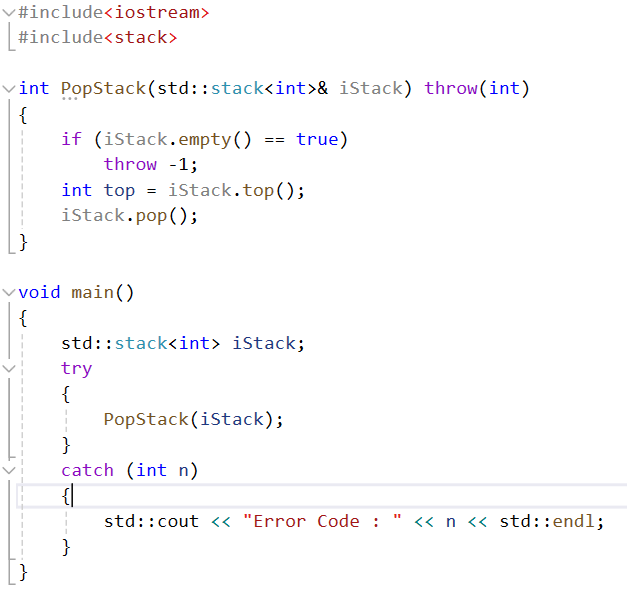 #include<iostream>
#include<stack>
int PopStack(std::stack<int>& iStack) throw(int)
{
if (iStack.empty() == true)
throw -1;
int top = iStack.top();
iStack.pop();
}
void main()
{
std::stack<int> iStack;
try
{
PopStack(iStack);
}
catch (int n)
{
std::cout << "Error Code : " << n << std::endl;
}
}